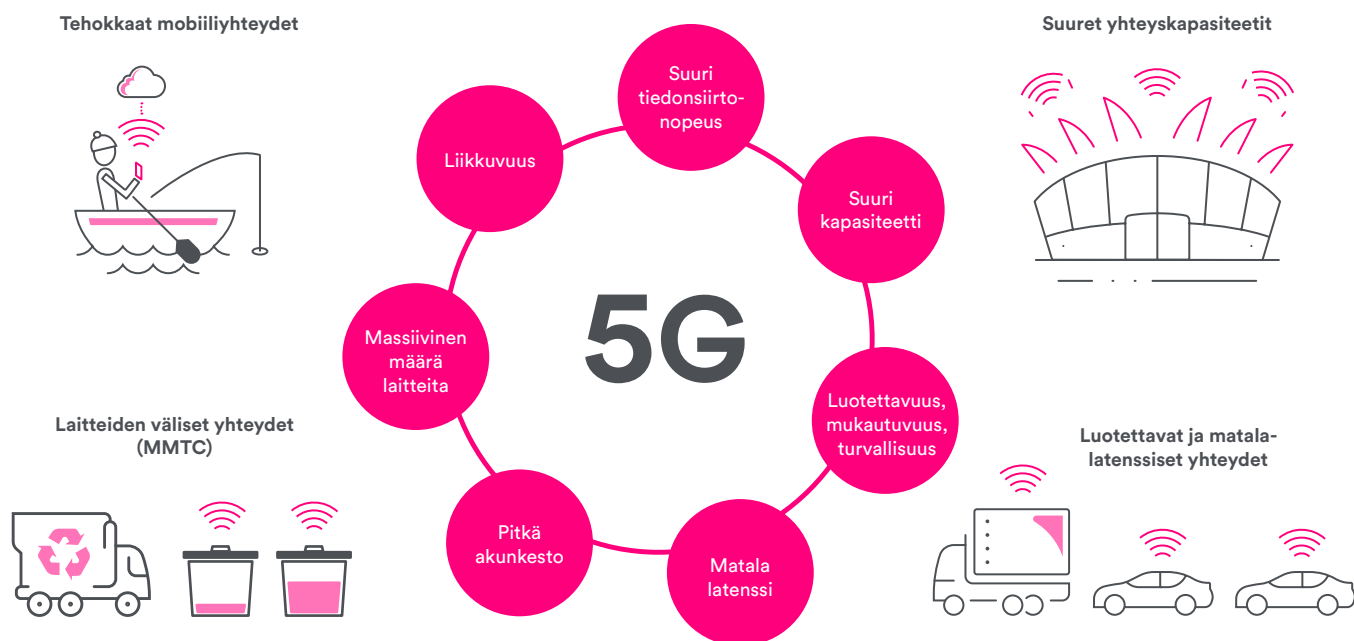 Tehokkaat mobiiliyhteydet
Suuret yhteyskapasiteetit
Suuri
tiedonsiirto-
nopeus
Liikkuvuus
Suuri
kapasiteetti
5G
Massiivinen
määrä
laitteita
Luotettavuus,
mukautuvuus,
turvallisuus
Laitteiden väliset yhteydet
(MMTC)
Luotettavat ja matala-
latenssiset yhteydet
Pitkä
akunkesto
Matala
latenssi